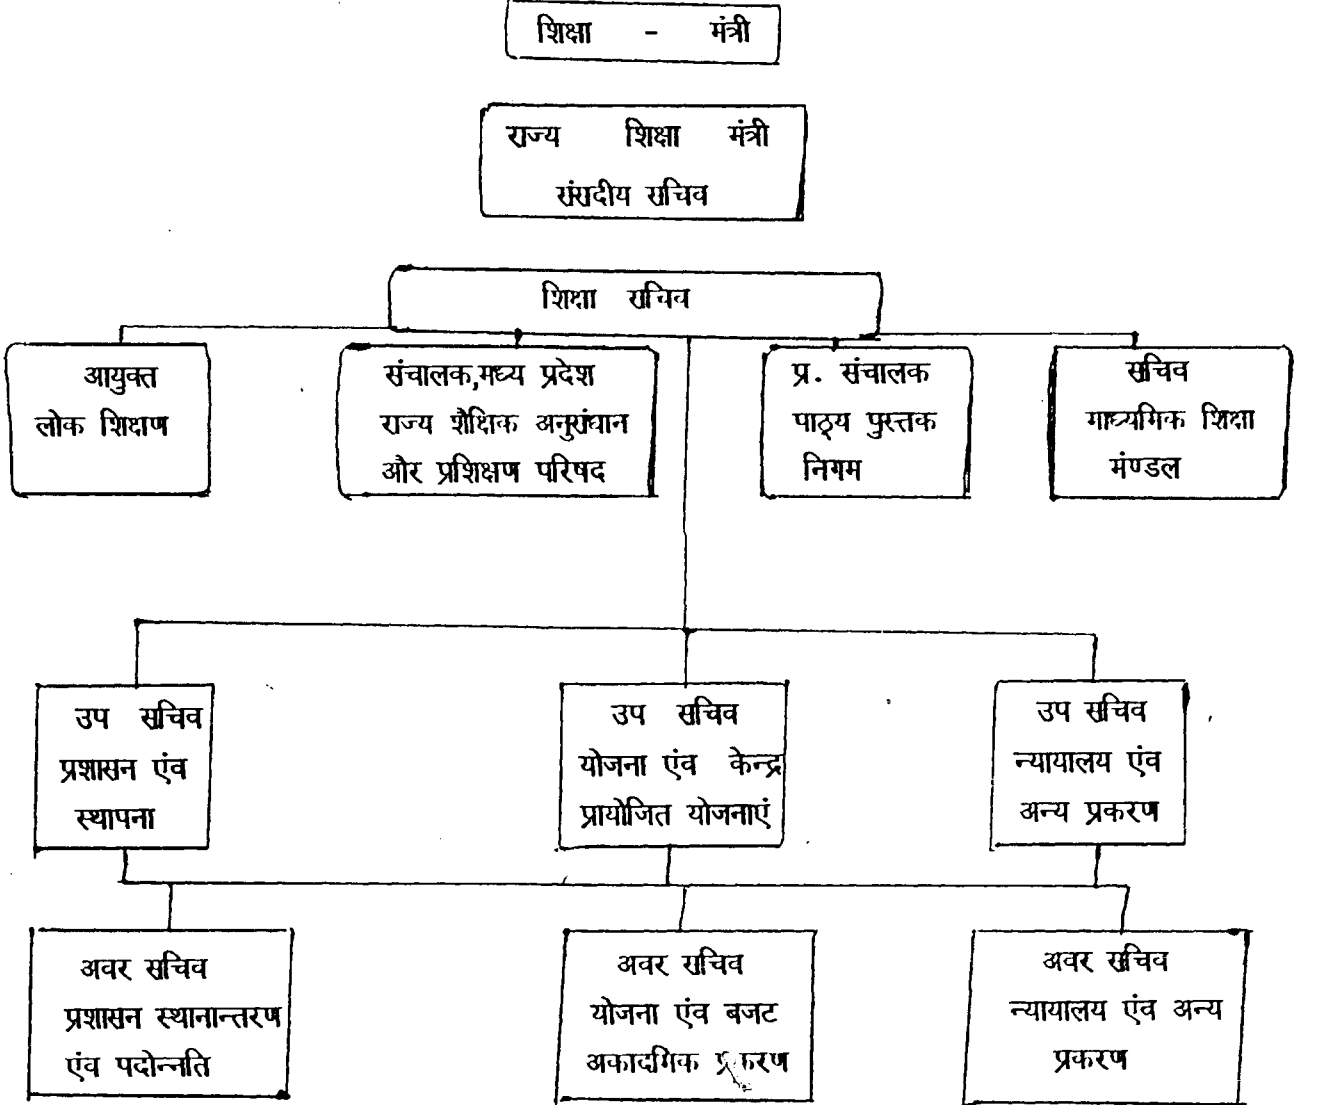 शिक्षा - मंत्री
राज्य शिक्षा मंत्री
संसदीय सचिव
शिक्षा सचिव
आयुक्त
लोक शिक्षण
संचालक,मध्य प्रदेश
राज्य शैक्षिक अनुसंधान
और प्रशिक्षण परिषद
प्र. संचालक
पाठ्य पुस्तक
निगम
सचिव
माध्यमिक शिक्षा
मंण्डल
उप सचिव
प्रशासन एंव
स्थापना
उप सचिव
योजना एंव केन्द्र
प्रायोजित योजनाएं
उप सचिव
न्यायालय एंव
अन्य प्रकरण
अवर सचिव
प्रशासन स्थानान्तरण
एंव पदोन्नति
अवर सचिव
योजना एंव बजट
अकादमिक प्रकरण
अवर सचिव
न्यायालय एंव अन्य
प्रकरण